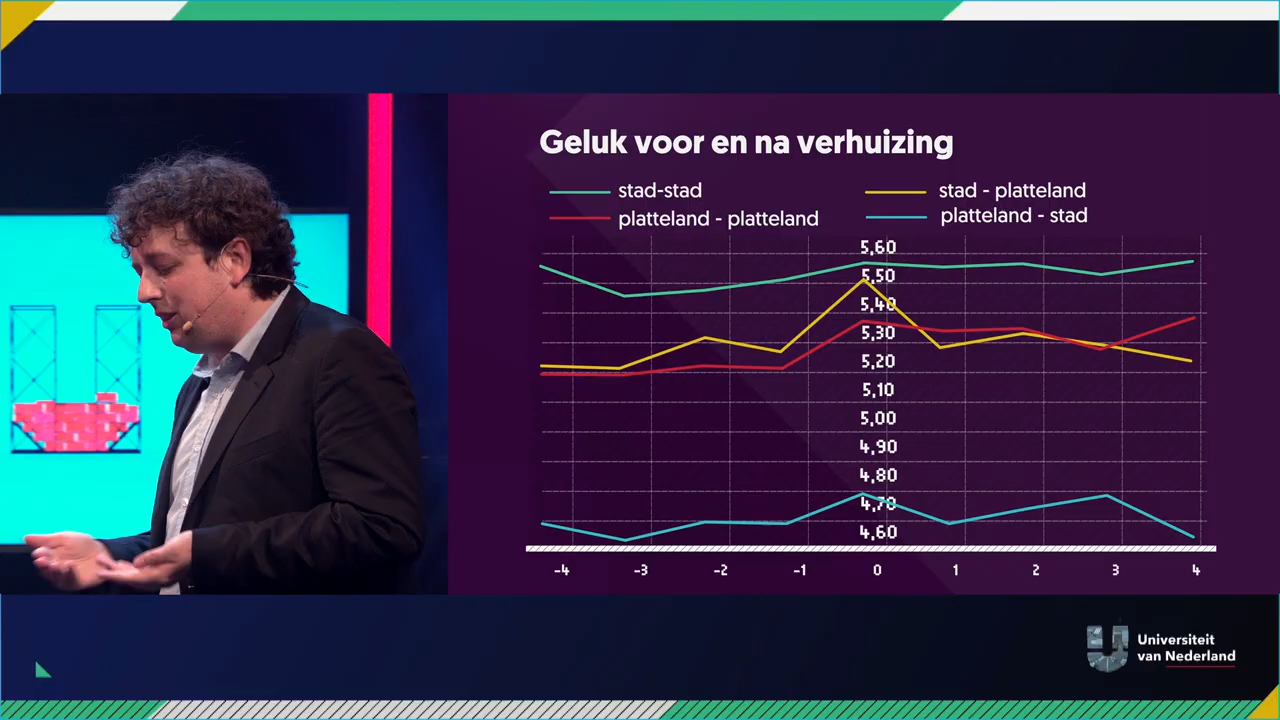 Geluk voor en na verhuizing
stad-stad
stad - platteland
platteland - platteland
platteland - stad
5,60
5,50
5,40
5,30
5,20
5,10
5,00
4,90
4,80
4,70
4,60
-4 -3 -2 -1 0 1 2 3 4
Universiteit
van Nederland